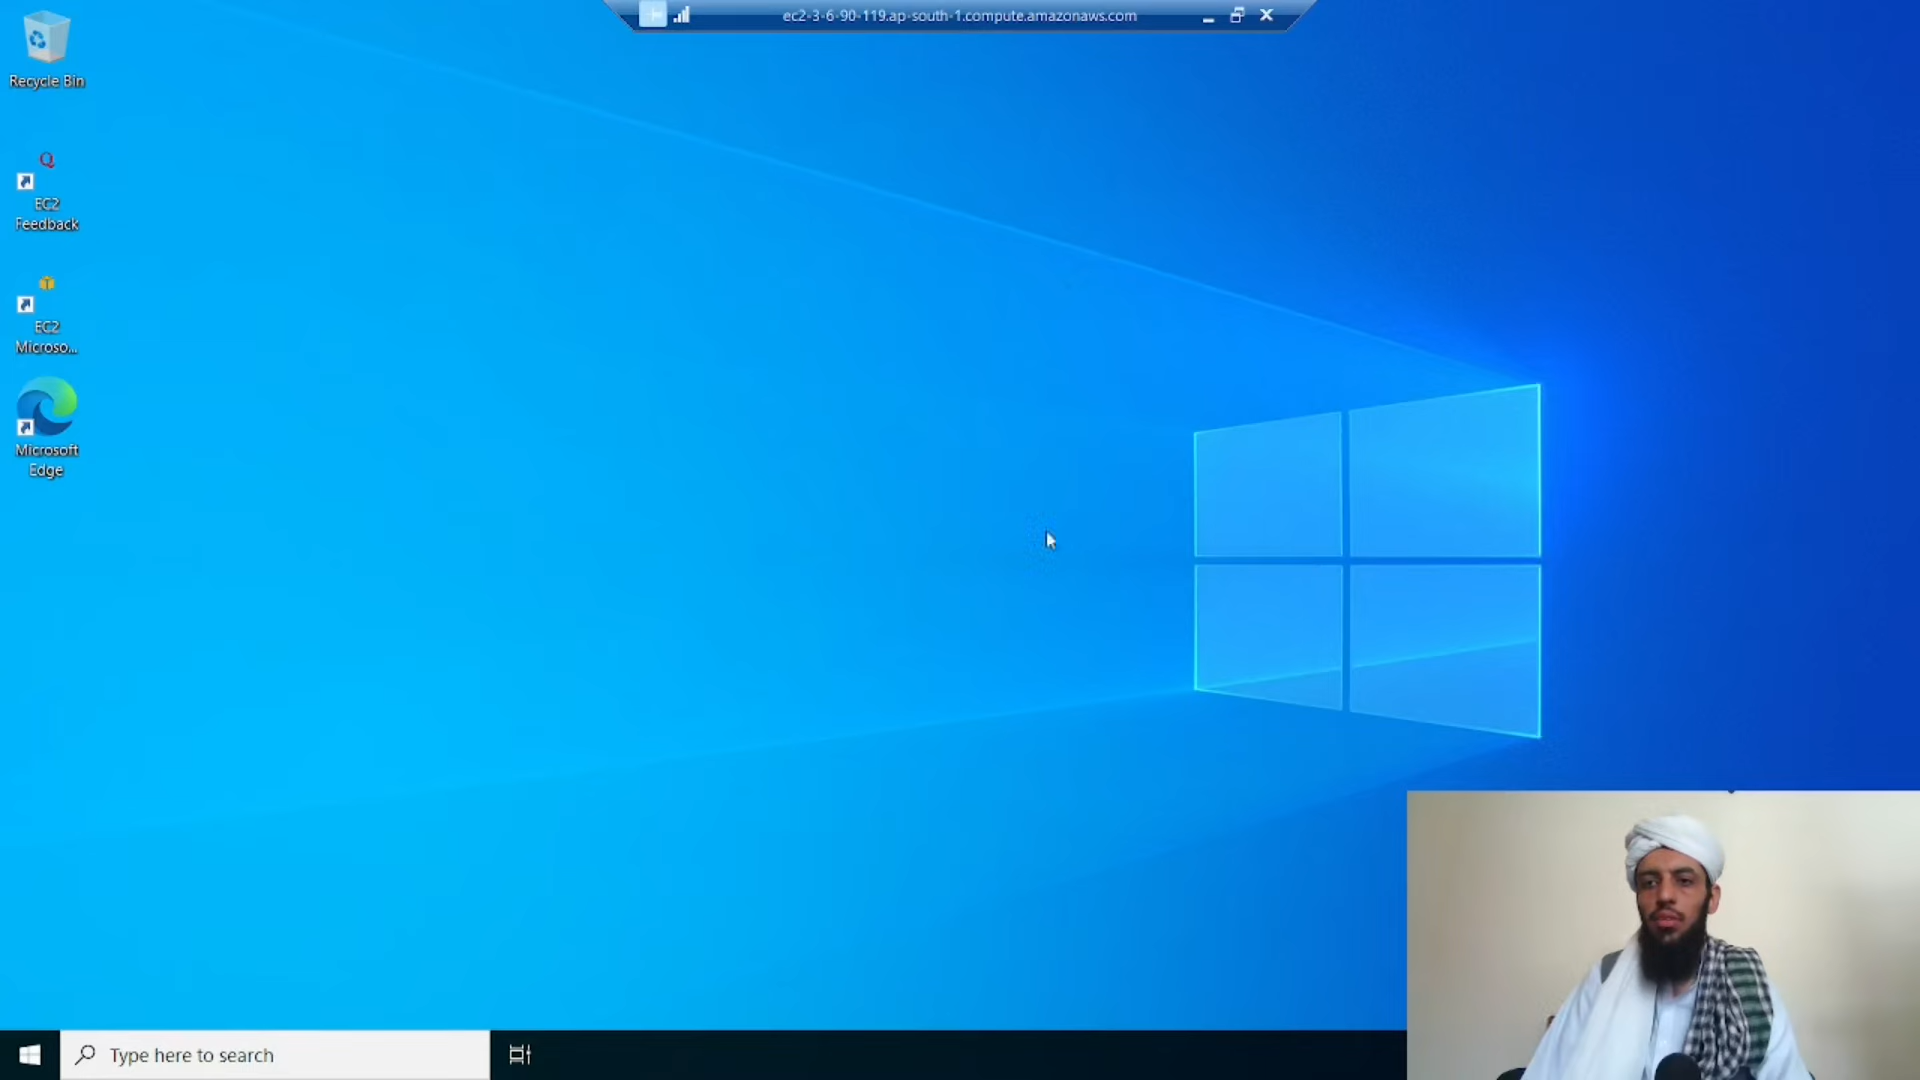 ec2-3-6-90-119.ap-south-1.compute.amazonaws.com
Recycle Bin
EC2
Feedback
EC2
Microso...
Microsoft
Edge
Type here to search